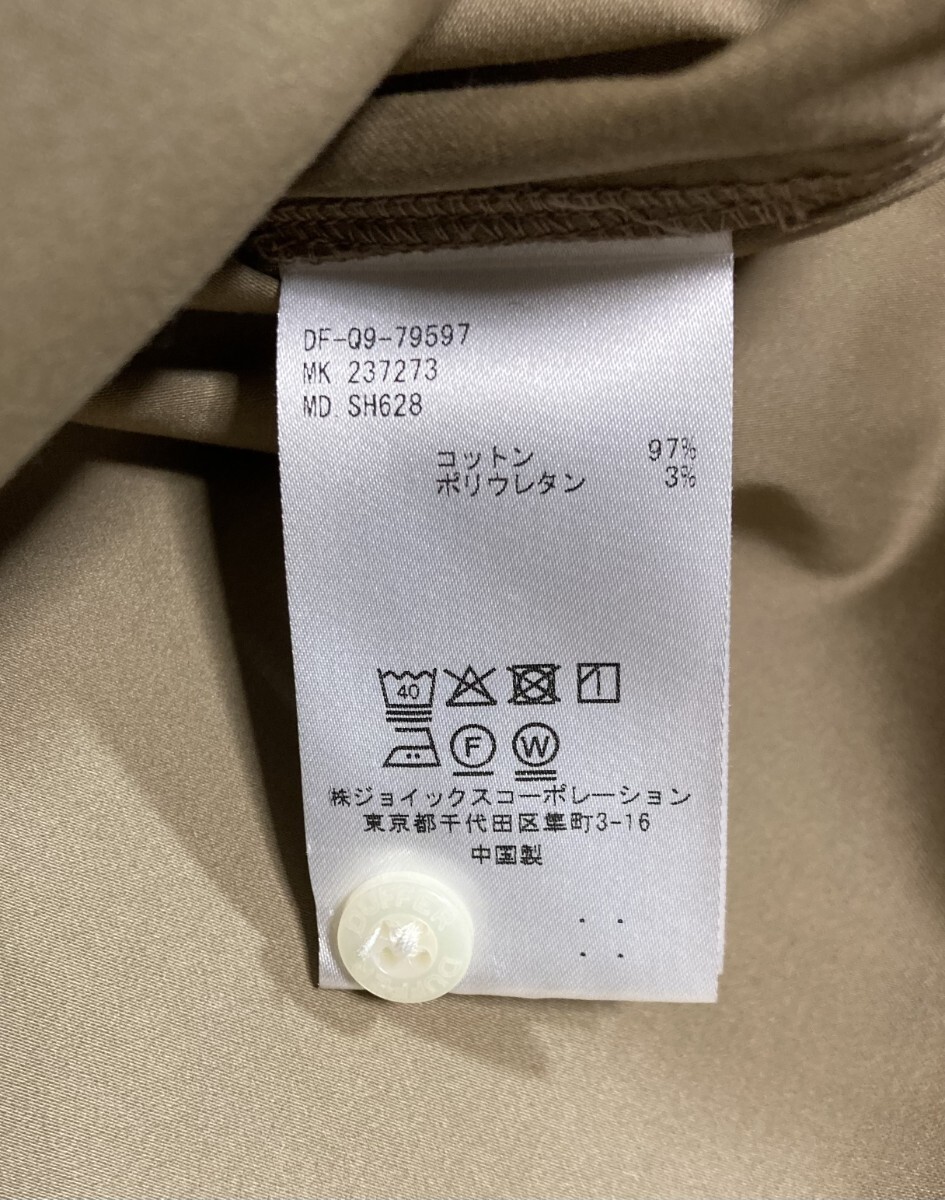 DF-Q9-79597
MK 237273
MD SH628
コットン 97%
ポリウレタン 3%
40
F W
㈱ジョイックスコーポレーション
東京都千代田区隼町3-16
中国製